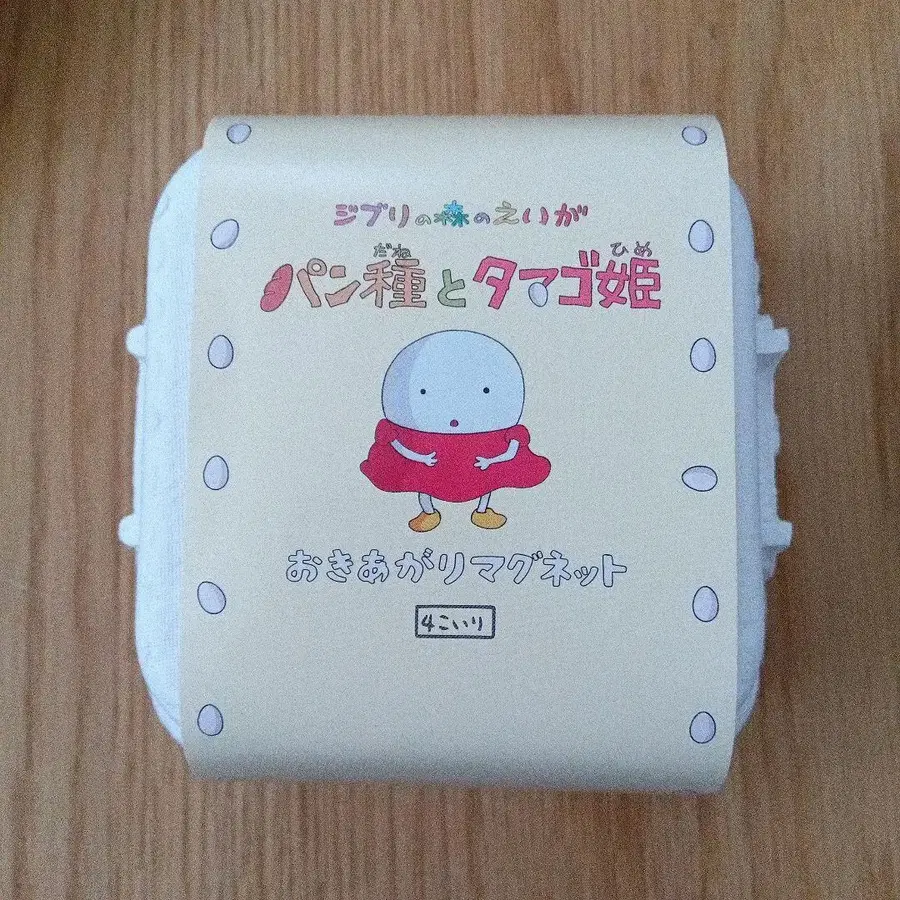 ジブリの森のえいが
だね ひめ
パン種とタマゴ姫
おきあがりマグネット
4こいり